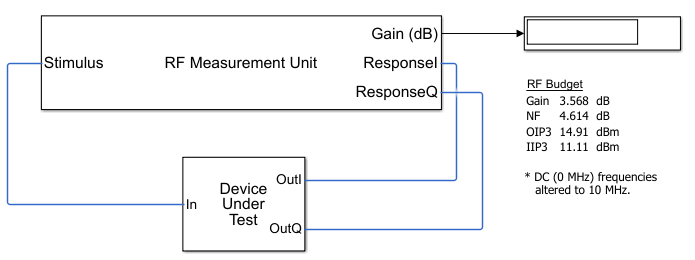 Gain (dB)
Stimulus
RF Measurement Unit
ResponseI
ResponseQ
RF Budget
Gain 3.568 dB
NF 4.614 dB
OIP3 14.91 dBm
IIP3 11.11 dBm
* DC (0 MHz) frequencies
altered to 10 MHz.
In
Device
Under
Test
OutI
OutQ